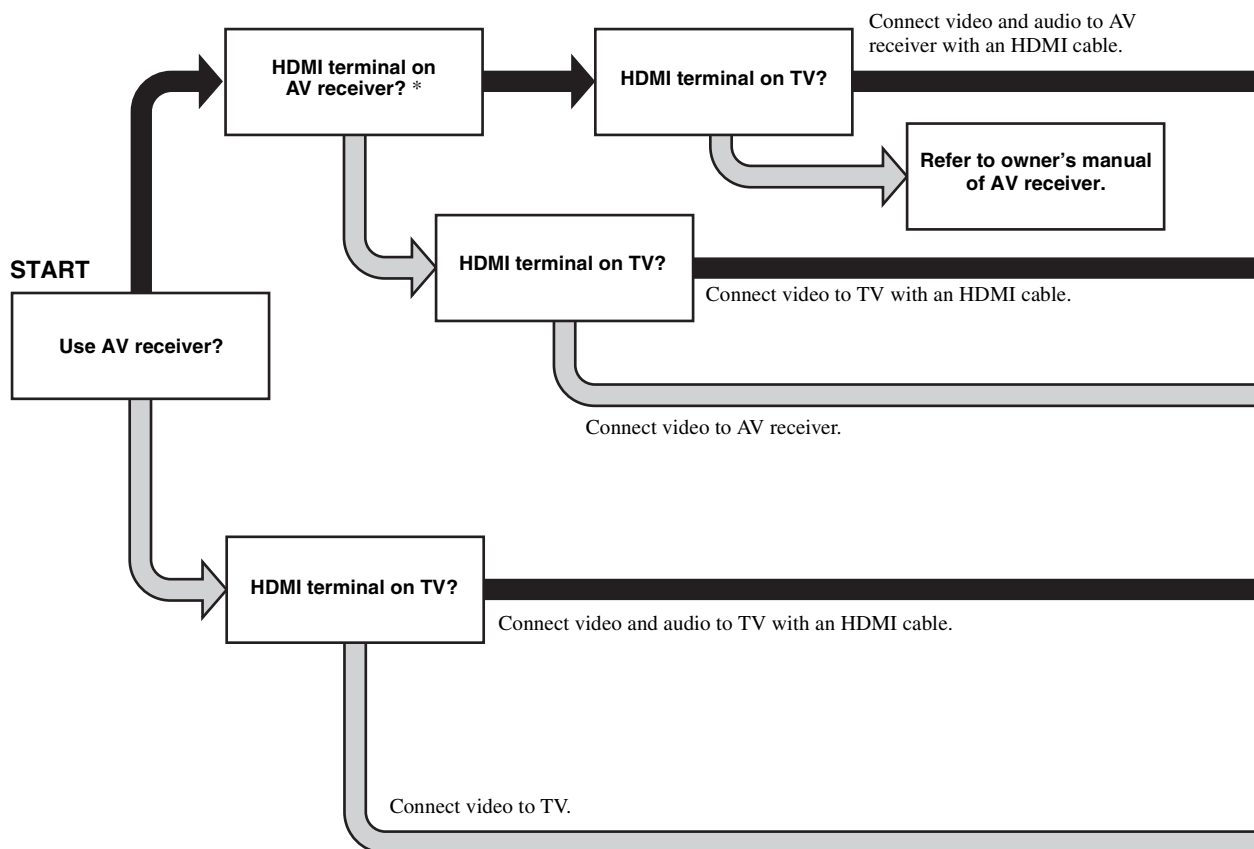 Connect video and audio to AV
receiver with an HDMI cable.
HDMI terminal on
AV receiver? *
HDMI terminal on TV?
Refer to owner's manual
of AV receiver.
HDMI terminal on TV?
START
Connect video to TV with an HDMI cable.
Use AV receiver?
Connect video to AV receiver.
HDMI terminal on TV?
Connect video and audio to TV with an HDMI cable.
Connect video to TV.